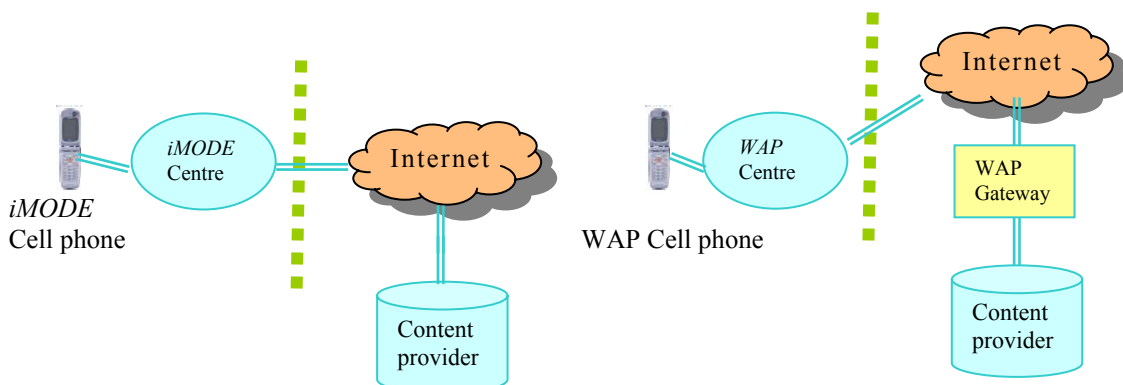 iMODE
Centre
Internet
iMODE
Cell phone
Content
provider
Internet
WAP
Centre
WAP
Gateway
WAP Cell phone
Content
provider